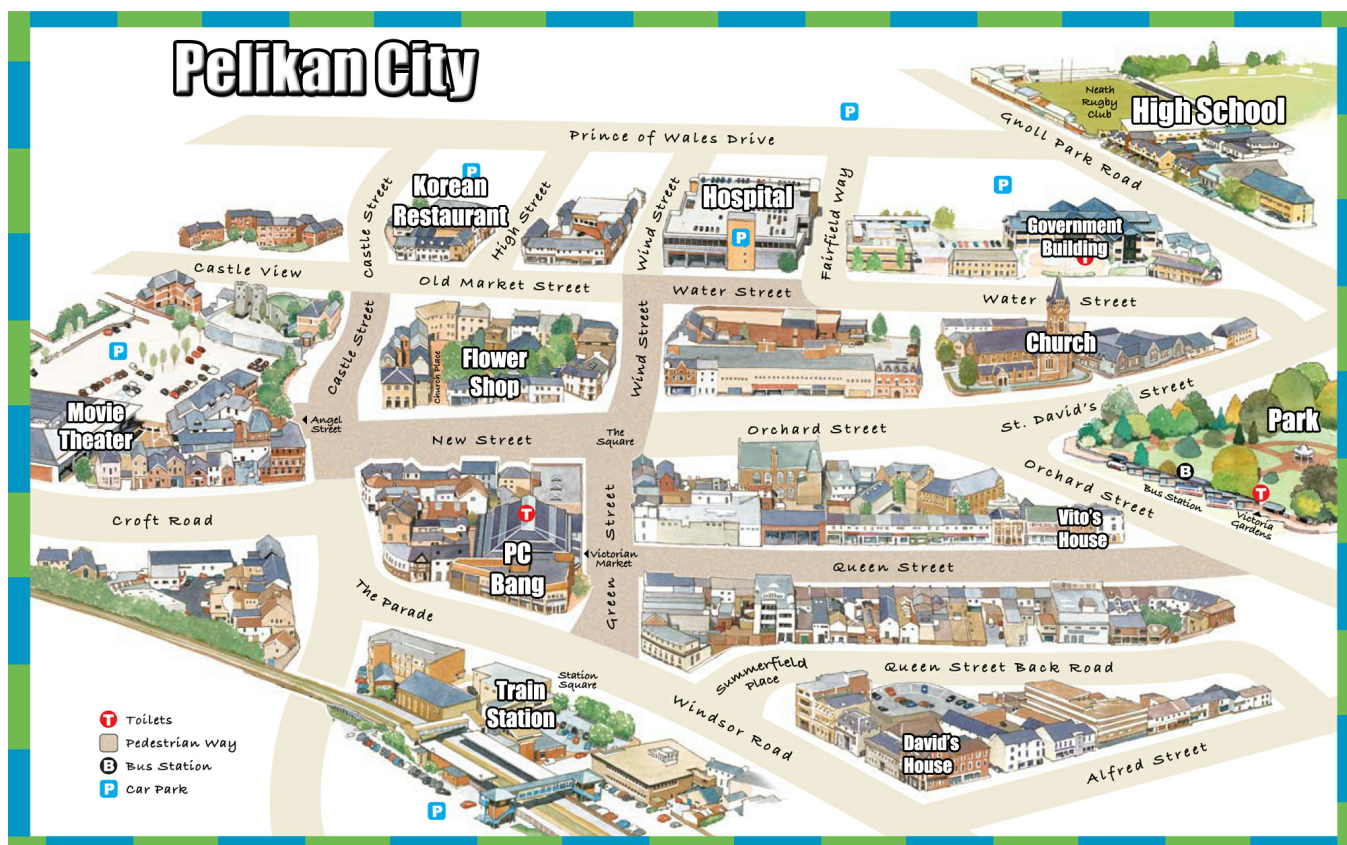 Pelikan City
P
Neath
Rugby
Club
High School
Gnoll Park Road
Prince of Wales Drive
P
Korean
Restaurant
Castle Street
High Street
Wind Street
Hospital
P
Fairfield Way
P
Government
Building
T
Castle View
Old Market Street
Water Street
Water Street
Castle Street
Church Place
Flower
Shop
Wind Street
Church
P
Movie
Theater
Angel
Street
New Street
The
Square
Orchard Street
St. David's Street
Park
Orchard Street
B
Bus Station
T
Victoria
Gardens
Croft Road
T
PC
Bang
Green Street
Victorian
Market
Vito's
House
Queen Street
The Parade
Train
Station
Station
Square
Summerfield
Place
Queen Street Back Road
Windsor Road
David's
House
Alfred Street
P
T Toilets
Pedestrian Way
B Bus Station
P Car Park